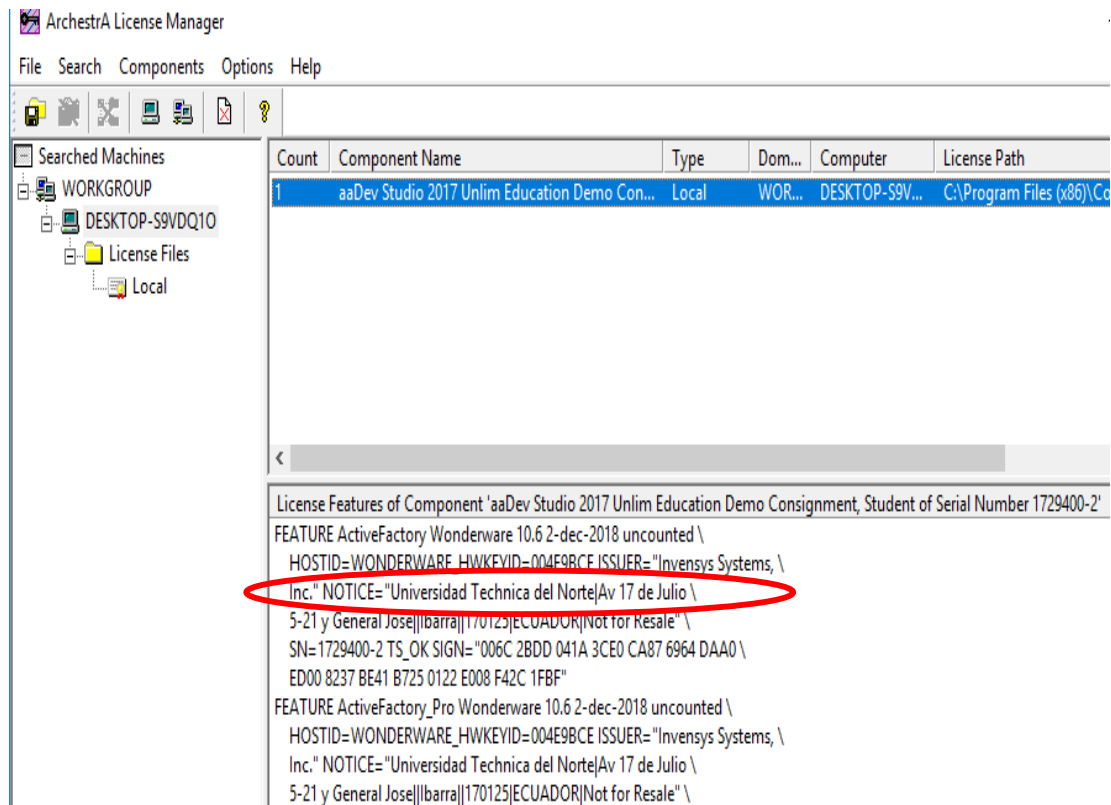 ArchestrA License Manager
File Search Components Options Help
Searched Machines
WORKGROUP
DESKTOP-S9VDQ1O
License Files
Local
Count Component Name Type Dom... Computer License Path
1 aaDev Studio 2017 Unlim Education Demo Con... Local WOR... DESKTOP-S9V... C:\Program Files (x86)\Co
License Features of Component 'aaDev Studio 2017 Unlim Education Demo Consignment, Student of Serial Number 1729400-2'
FEATURE ActiveFactory Wonderware 10.6 2-dec-2018 uncounted \
HOSTID=WONDERWARE_HWKEYID=004E9BCE ISSUER="Invensys Systems, \
Inc." NOTICE="Universidad Technica del Norte|Av 17 de Julio \
5-21 y General Jose||Ibarra||170125|ECUADOR|Not for Resale" \
SN=1729400-2 TS_OK SIGN="006C 2BDD 041A 3CE0 CA87 6964 DAA0 \
ED00 8237 BE41 B725 0122 E008 F42C 1FBF"
FEATURE ActiveFactory_Pro Wonderware 10.6 2-dec-2018 uncounted \
HOSTID=WONDERWARE_HWKEYID=004E9BCE ISSUER="Invensys Systems, \
Inc." NOTICE="Universidad Technica del Norte|Av 17 de Julio \
5-21 y General Jose||Ibarra||170125|ECUADOR|Not for Resale" \